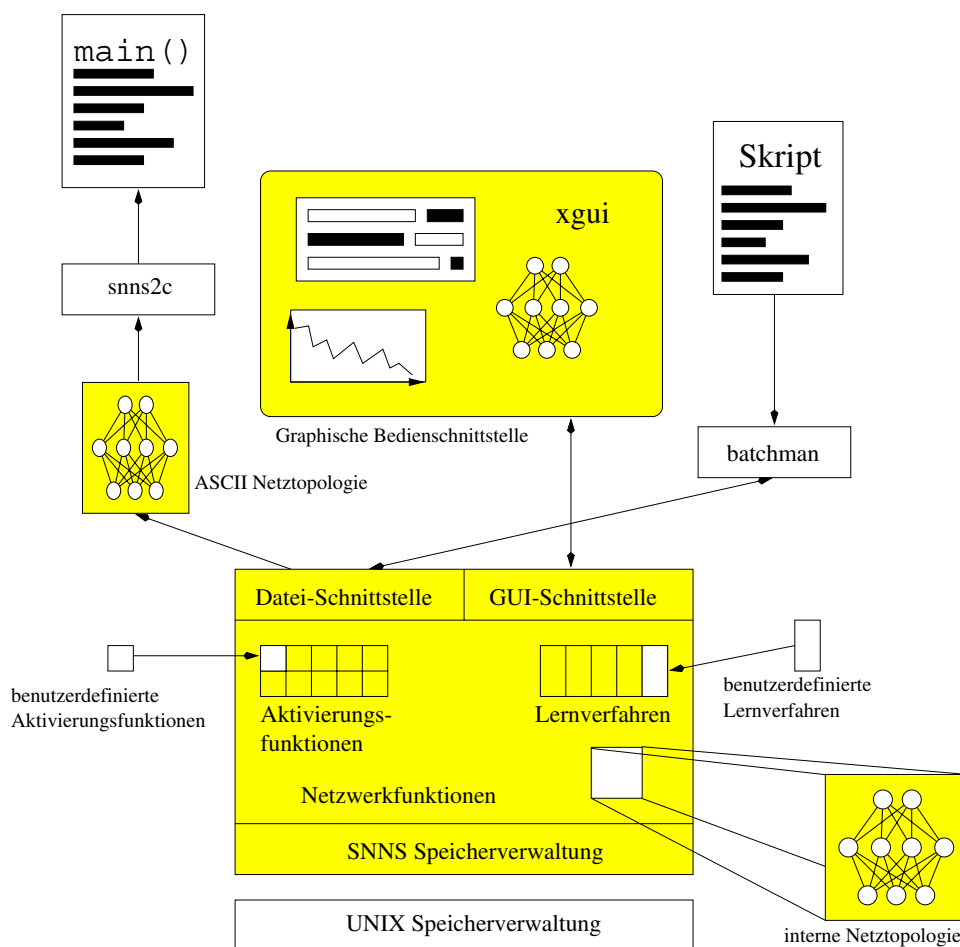 main()
Skript
xgui
snns2c
Graphische Bedienschnittstelle
batchman
ASCII Netztopologie
Datei-Schnittstelle
GUI-Schnittstelle
benutzerdefinierte
Aktivierungsfunktionen
Aktivierungs-
funktionen
Lernverfahren
benutzerdefinierte
Lernverfahren
Netzwerkfunktionen
SNNS Speicherverwaltung
UNIX Speicherverwaltung
interne Netztopologie